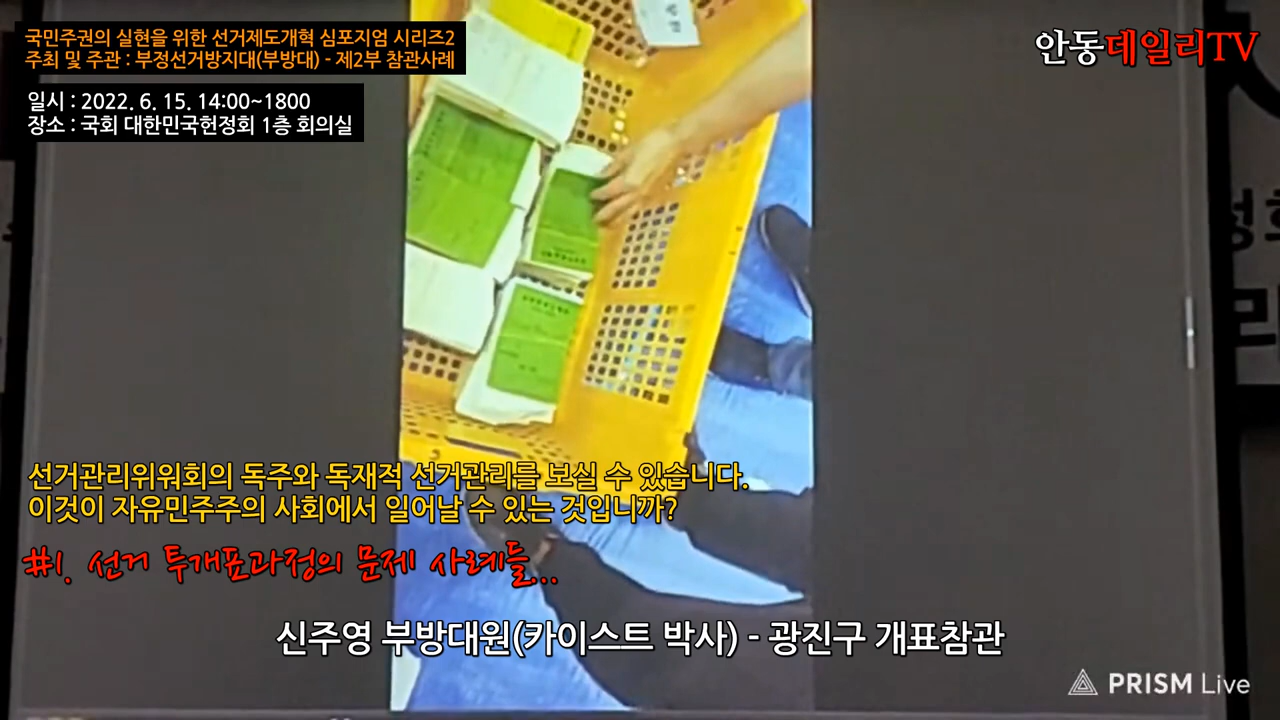 국민주권의 실현을 위한 선거제도개혁 심포지엄 시리즈2
주최 및 주관 : 부정선거방지대(부방대) - 제2부 참관사례
안동데일리TV
일시 : 2022. 6. 15. 14:00~1800
장소 : 국회 대한민국헌정회 1층 회의실
선거관리위워회의 독주와 독재적 선거관리를 보실 수 있습니다.
이것이 자유민주주의 사회에서 일어날 수 있는 것입니까?
#1. 선거 투개표과정의 문제 사례들...
신주영 부방대원(카이스트 박사) - 광진구 개표참관
PRISM Live